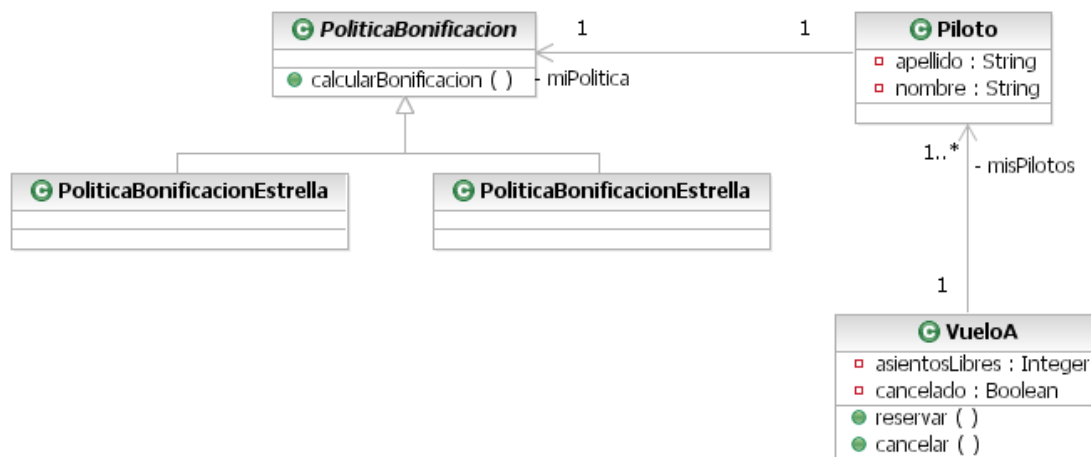 PoliticaBonificacion
calcularBonificacion ( )
1
1
- miPolitica
Piloto
apellido : String
nombre : String
1..*
- misPilotos
PoliticaBonificacionEstrella
PoliticaBonificacionEstrella
1
VueloA
asientosLibres : Integer
cancelado : Boolean
reservar ( )
cancelar ( )